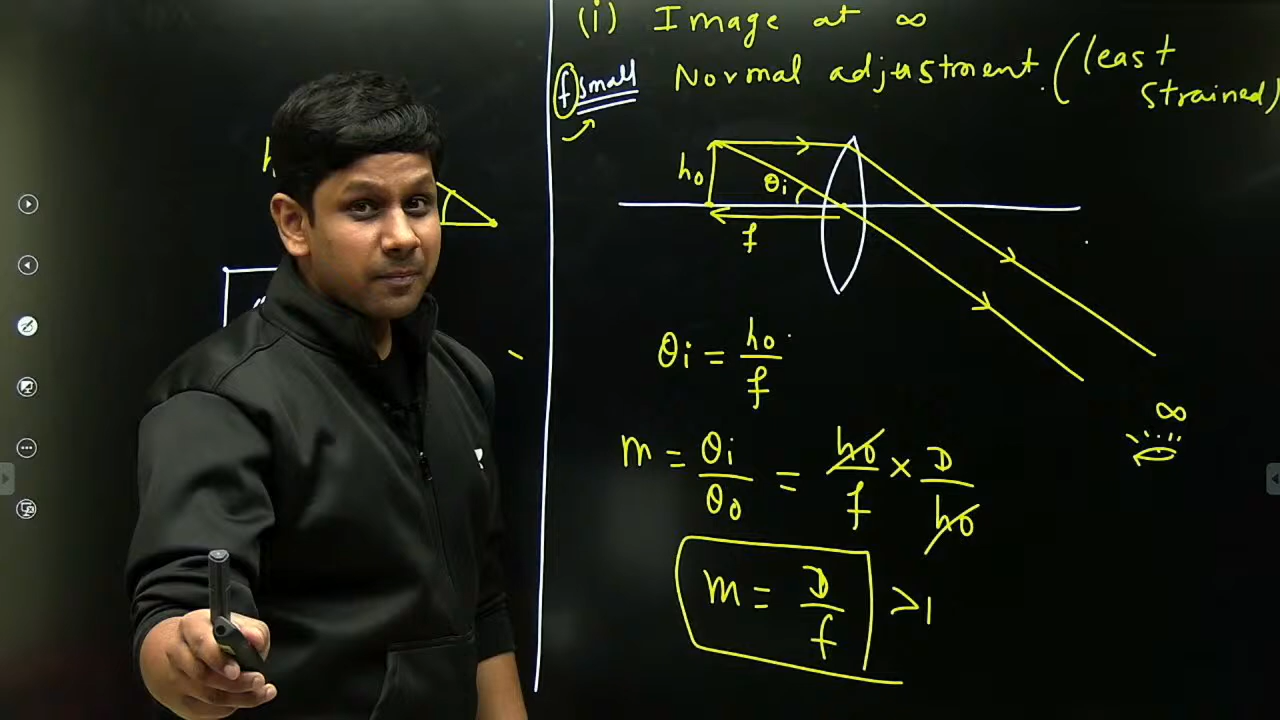 (i) Image at ∞
f small Normal adjustment. (least
strained)
h
h₀
θi
f
θi = h₀/f
∞
m = θi/θ₀ = h₀/f × D/h₀
m = D/f >1